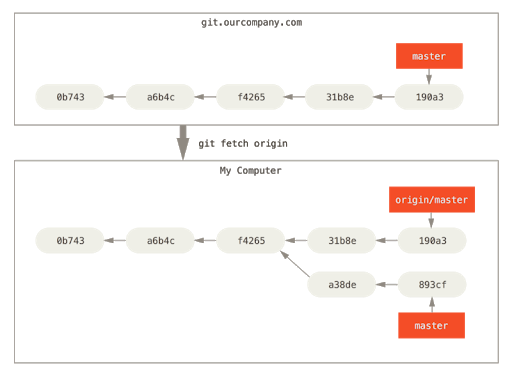 git.ourcompany.com
master
0b743 a6b4c f4265 31b8e 190a3
git fetch origin
My Computer
origin/master
0b743 a6b4c f4265 31b8e 190a3
a38de 893cf
master